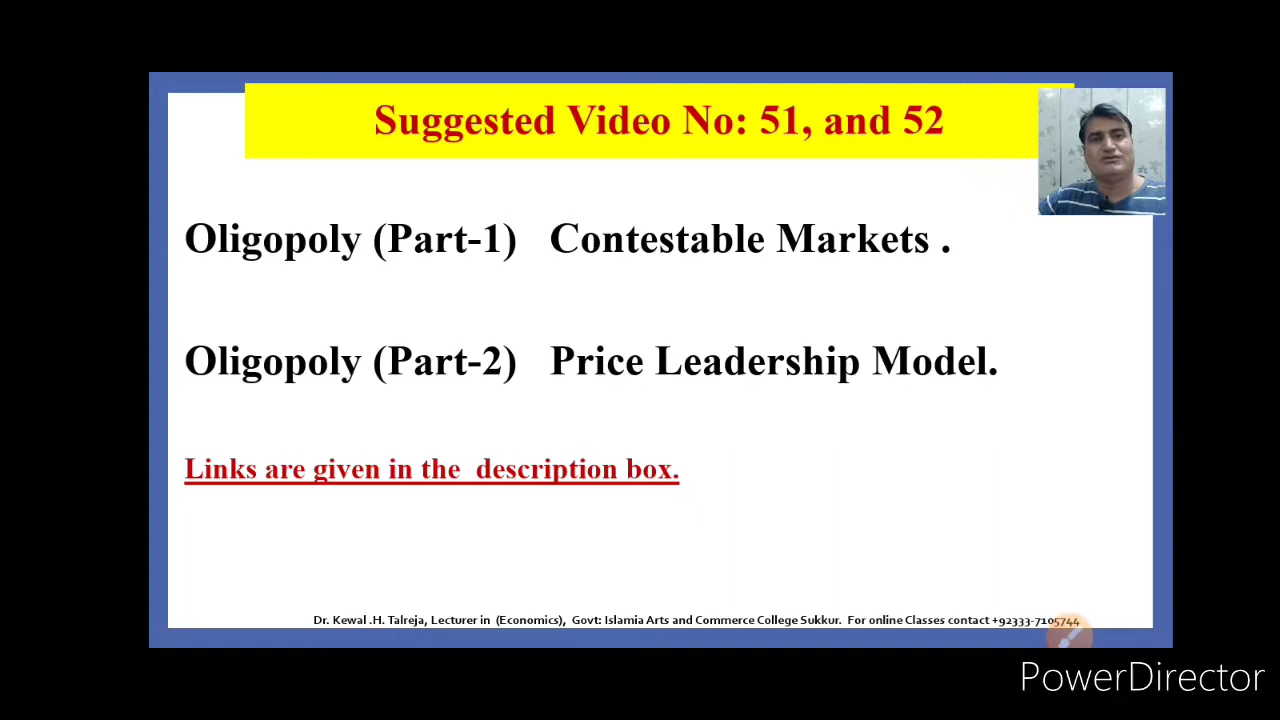 Suggested Video No: 51, and 52
Oligopoly (Part-1) Contestable Markets .
Oligopoly (Part-2) Price Leadership Model.
Links are given in the description box.
Dr. Kewal .H. Talreja, Lecturer in (Economics), Govt: Islamia Arts and Commerce College Sukkur. For online Classes contact +92333-7105744
PowerDirector